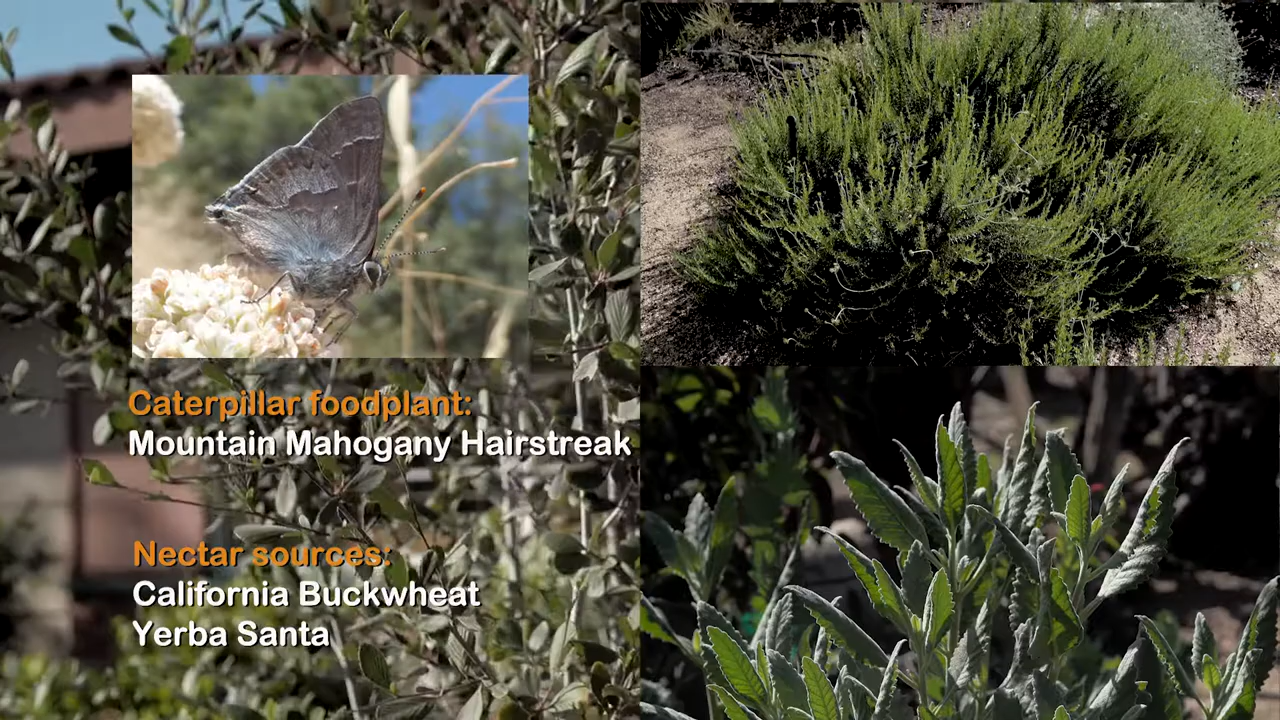 Caterpillar foodplant:
Mountain Mahogany Hairstreak
Nectar sources:
California Buckwheat
Yerba Santa